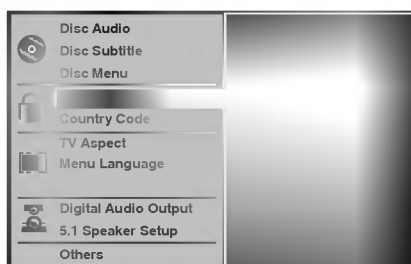 Disc Audio
Disc Subtitle
Disc Menu
Country Code
TV Aspect
Menu Language
Digital Audio Output
5.1 Speaker Setup
Others